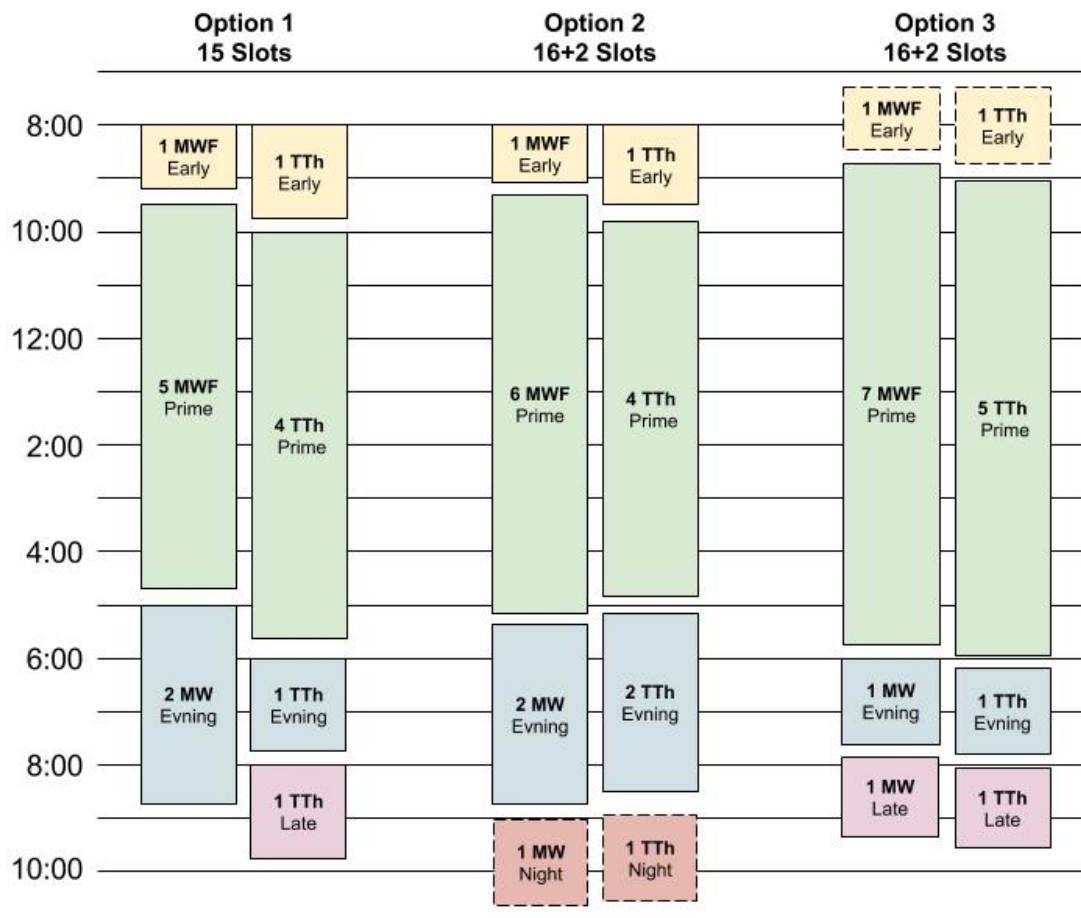 Option 1
15 Slots
Option 2
16+2 Slots
Option 3
16+2 Slots
8:00
10:00
12:00
2:00
4:00
6:00
8:00
10:00
1 MWF
Early
1 TTh
Early
5 MWF
Prime
4 TTh
Prime
2 MW
Evning
1 TTh
Evning
1 TTh
Late
1 MWF
Early
1 TTh
Early
6 MWF
Prime
4 TTh
Prime
2 MW
Evning
2 TTh
Evning
1 MW
Night
1 TTh
Night
1 MWF
Early
1 TTh
Early
7 MWF
Prime
5 TTh
Prime
1 MW
Evning
1 TTh
Evning
1 MW
Late
1 TTh
Late